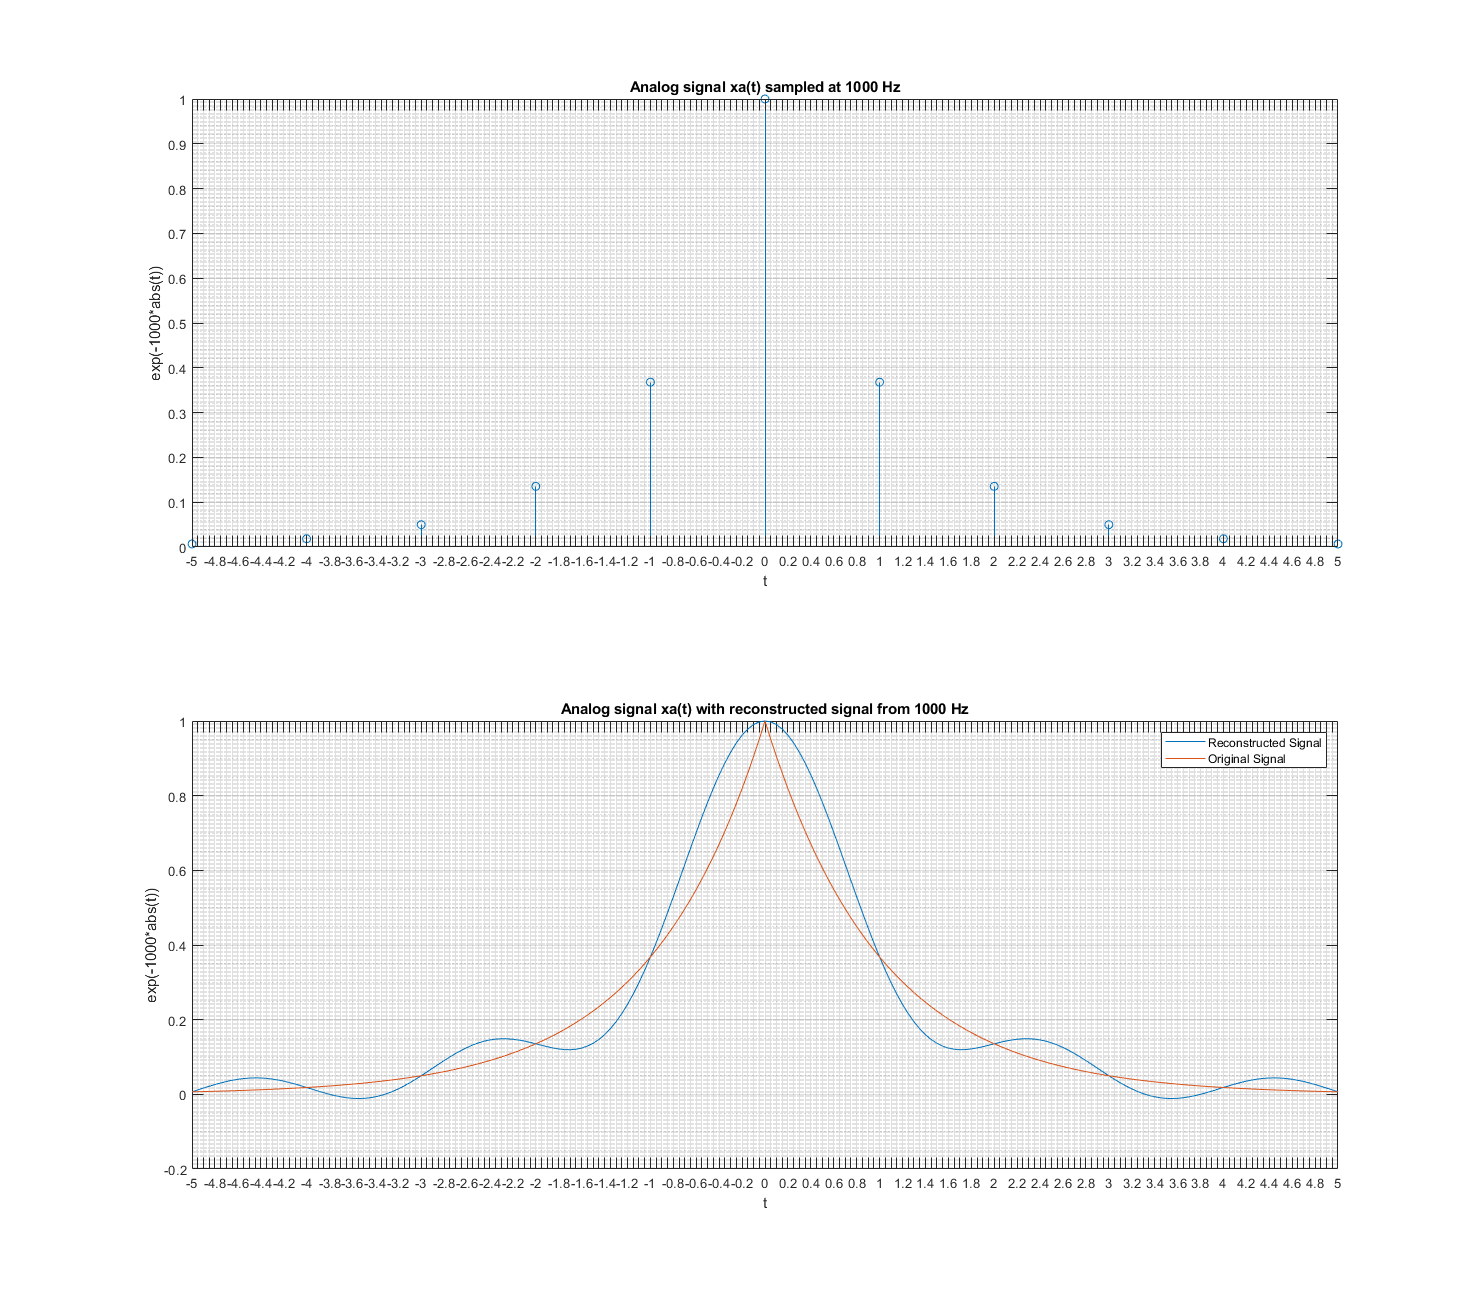 Analog signal xa(t) sampled at 1000 Hz
1
0.9
0.8
0.7
0.6
0.5
0.4
0.3
0.2
0.1
0
exp(-1000*abs(t))
-5 -4.8 -4.6 -4.4 -4.2 -4 -3.8 -3.6 -3.4 -3.2 -3 -2.8 -2.6 -2.4 -2.2 -2 -1.8 -1.6 -1.4 -1.2 -1 -0.8 -0.6 -0.4 -0.2 0 0.2 0.4 0.6 0.8 1 1.2 1.4 1.6 1.8 2 2.2 2.4 2.6 2.8 3 3.2 3.4 3.6 3.8 4 4.2 4.4 4.6 4.8 5
t
Analog signal xa(t) with reconstructed signal from 1000 Hz
Reconstructed Signal
Original Signal
1
0.8
0.6
0.4
0.2
0
-0.2
exp(-1000*abs(t))
-5 -4.8 -4.6 -4.4 -4.2 -4 -3.8 -3.6 -3.4 -3.2 -3 -2.8 -2.6 -2.4 -2.2 -2 -1.8 -1.6 -1.4 -1.2 -1 -0.8 -0.6 -0.4 -0.2 0 0.2 0.4 0.6 0.8 1 1.2 1.4 1.6 1.8 2 2.2 2.4 2.6 2.8 3 3.2 3.4 3.6 3.8 4 4.2 4.4 4.6 4.8 5
t